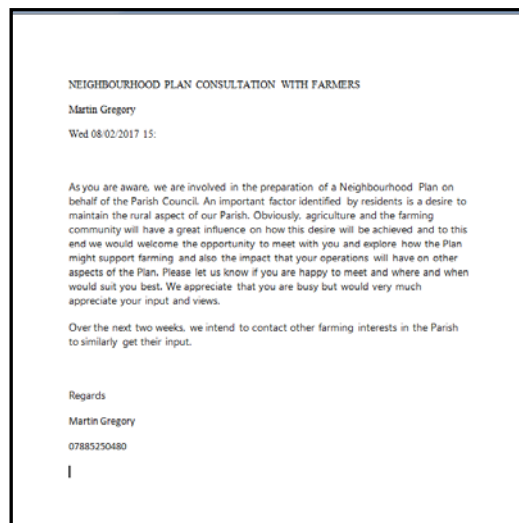 NEIGHBOURHOOD PLAN CONSULTATION WITH FARMERS
Martin Gregory
Wed 08/02/2017 15:
As you are aware, we are involved in the preparation of a Neighbourhood Plan on
behalf of the Parish Council. An important factor identified by residents is a desire to
maintain the rural aspect of our Parish. Obviously, agriculture and the farming
community will have a great influence on how this desire will be achieved and to this
end we would welcome the opportunity to meet with you and explore how the Plan
might support farming and also the impact that your operations will have on other
aspects of the Plan. Please let us know if you are happy to meet and where and when
would suit you best. We appreciate that you are busy but would very much
appreciate your input and views.
Over the next two weeks, we intend to contact other farming interests in the Parish
to similarly get their input.
Regards
Martin Gregory
07885250480